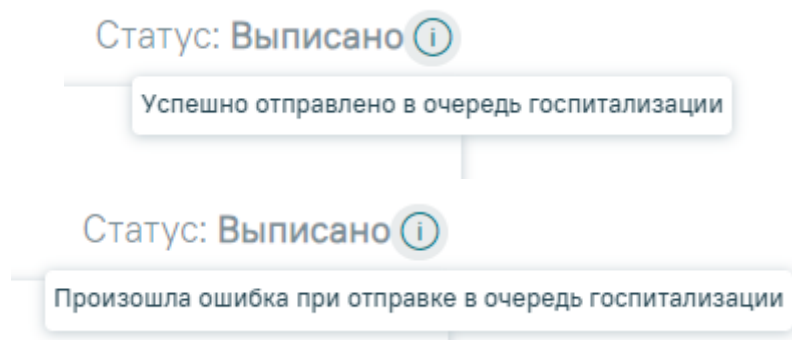 Статус: Выписано
Успешно отправлено в очередь госпитализации
Статус: Выписано
Произошла ошибка при отправке в очередь госпитализации